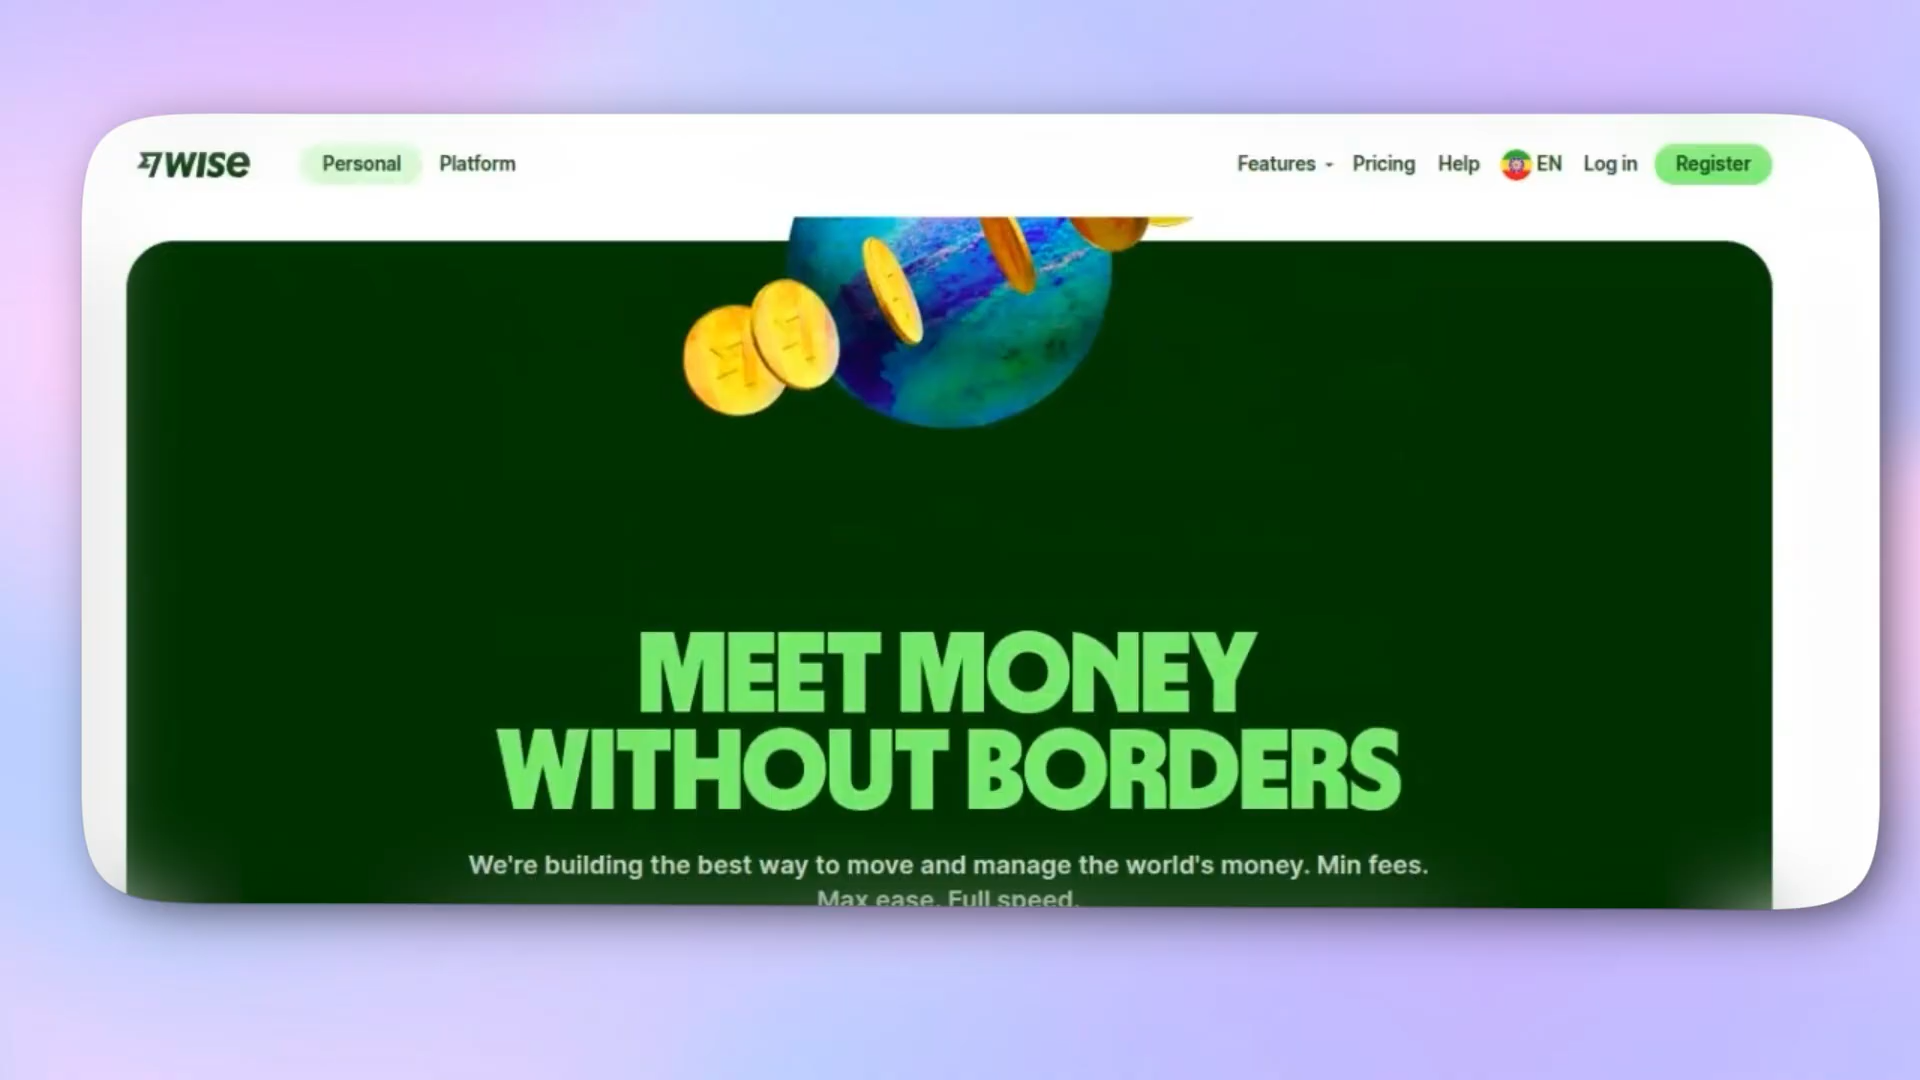 WISE
Personal
Platform
Features
Pricing
Help
EN
Log in
Register
MEET MONEY
WITHOUT BORDERS
We're building the best way to move and manage the world's money. Min fees.
Max ease. Full speed.